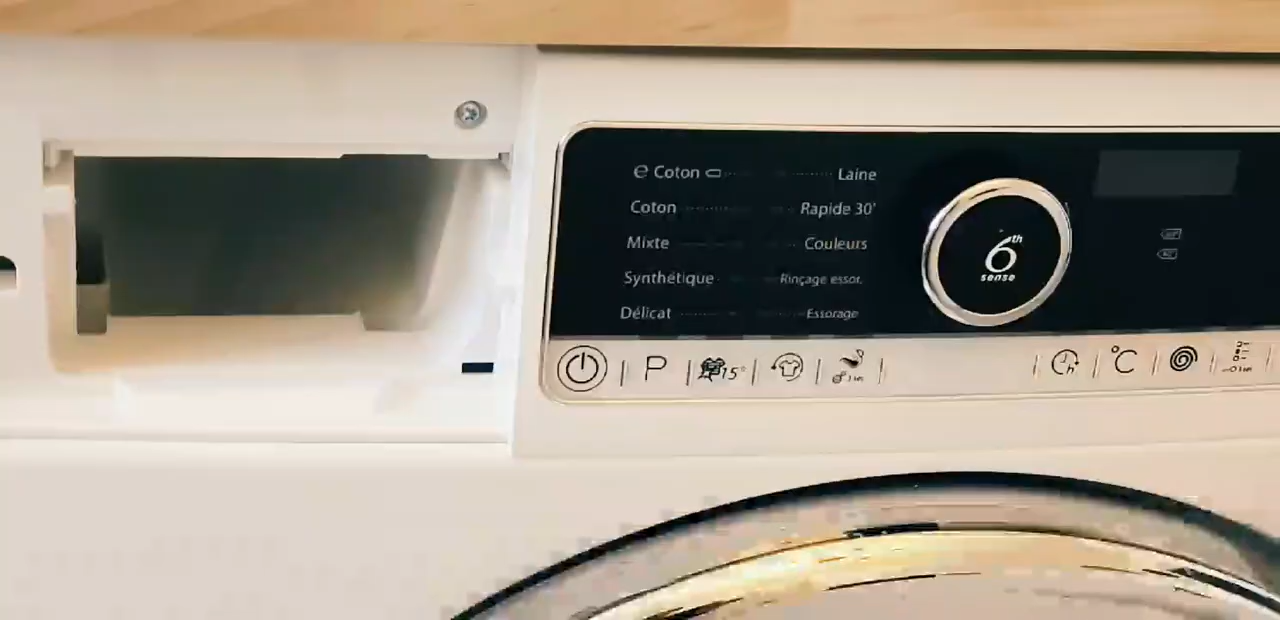 e Coton Laine
Coton Rapide 30'
Mixte Couleurs
Synthétique Rinçage essor.
Délicat Essorage
6th
sense
P 15° h °C